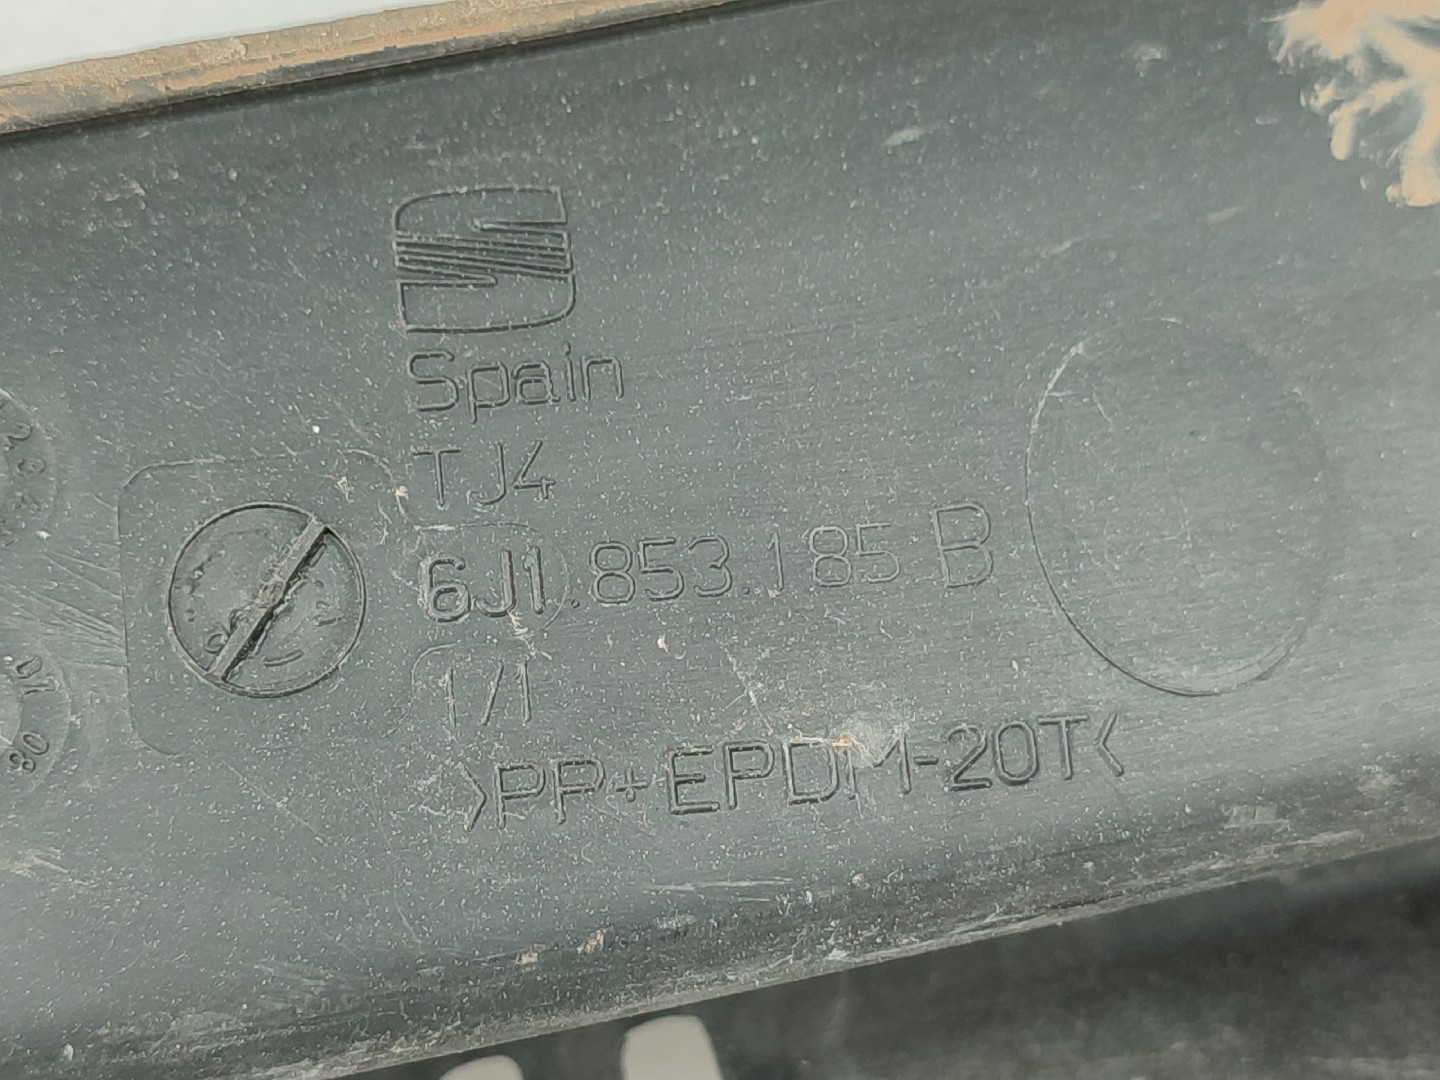 Spain
TJ4
6J1.853.185 B
1/1
>PP+EPDM-20T<